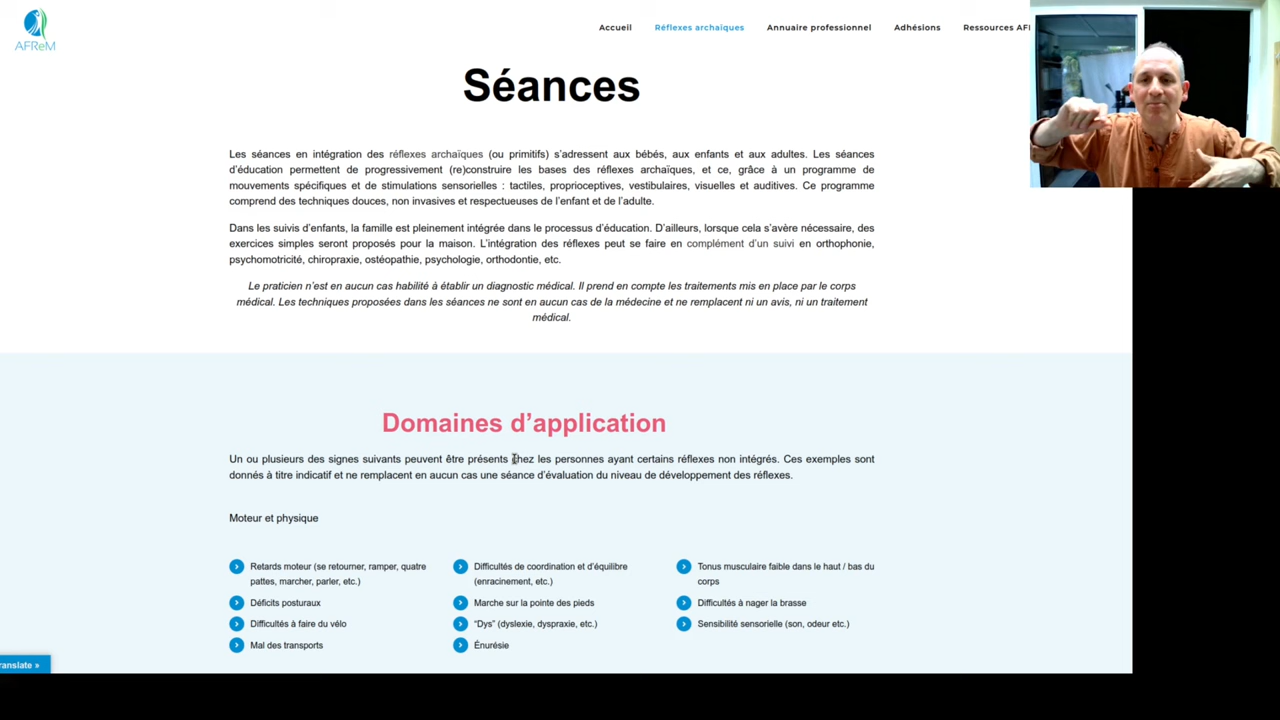 AFReM
Accueil Réflexes archaïques Annuaire professionnel Adhésions Ressources AF
Séances
Les séances en intégration des réflexes archaïques (ou primitifs) s’adressent aux bébés, aux enfants et aux adultes. Les séances
d’éducation permettent de progressivement (re)construire les bases des réflexes archaïques, et ce, grâce à un programme de
mouvements spécifiques et de stimulations sensorielles : tactiles, proprioceptives, vestibulaires, visuelles et auditives. Ce programme
comprend des techniques douces, non invasives et respectueuses de l’enfant et de l’adulte.
Dans les suivis d’enfants, la famille est pleinement intégrée dans le processus d’éducation. D’ailleurs, lorsque cela s’avère nécessaire, des
exercices simples seront proposés pour la maison. L’intégration des réflexes peut se faire en complément d’un suivi en orthophonie,
psychomotricité, chiropraxie, ostéopathie, psychologie, orthodontie, etc.
Le praticien n’est en aucun cas habilité à établir un diagnostic médical. Il prend en compte les traitements mis en place par le corps
médical. Les techniques proposées dans les séances ne sont en aucun cas de la médecine et ne remplacent ni un avis, ni un traitement
médical.
Domaines d’application
Un ou plusieurs des signes suivants peuvent être présents chez les personnes ayant certains réflexes non intégrés. Ces exemples sont
donnés à titre indicatif et ne remplacent en aucun cas une séance d’évaluation du niveau de développement des réflexes.
Moteur et physique
Retards moteur (se retourner, ramper, quatre
pattes, marcher, parler, etc.)
Déficits posturaux
Difficultés à faire du vélo
Mal des transports
Difficultés de coordination et d’équilibre
(enracinement, etc.)
Marche sur la pointe des pieds
“Dys” (dyslexie, dyspraxie, etc.)
Énurésie
Tonus musculaire faible dans le haut / bas du
corps
Difficultés à nager la brasse
Sensibilité sensorielle (son, odeur etc.)
ranslate »